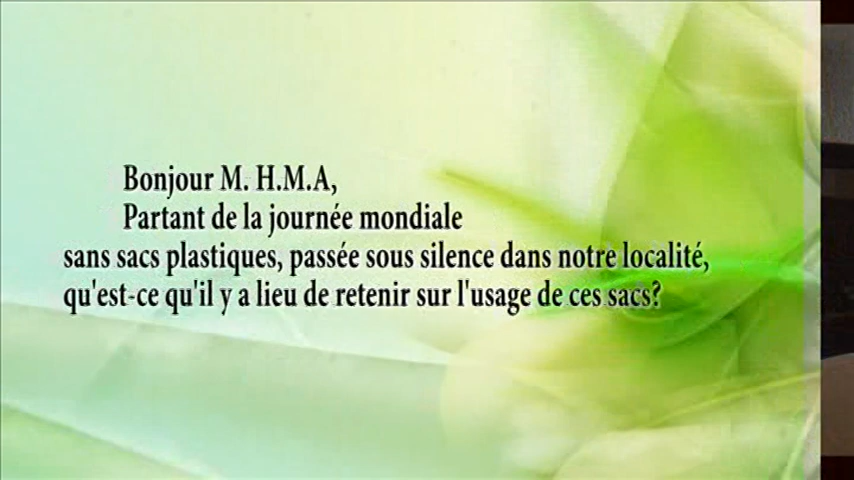 Bonjour M. H.M.A,
Partant de la journée mondiale
sans sacs plastiques, passée sous silence dans notre localité,
qu'est-ce qu'il y a lieu de retenir sur l'usage de ces sacs?